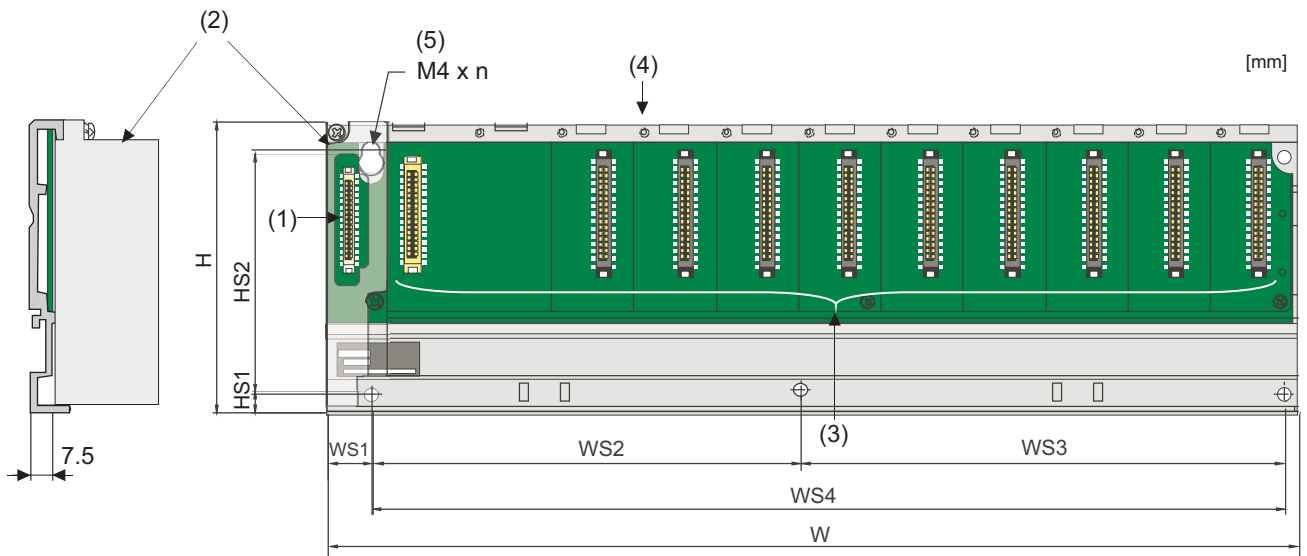 (2)
(5)
M4 x n
(4)
[mm]
(1)
H
HS2
HS1
(3)
7.5
WS1
WS2
WS3
WS4
W